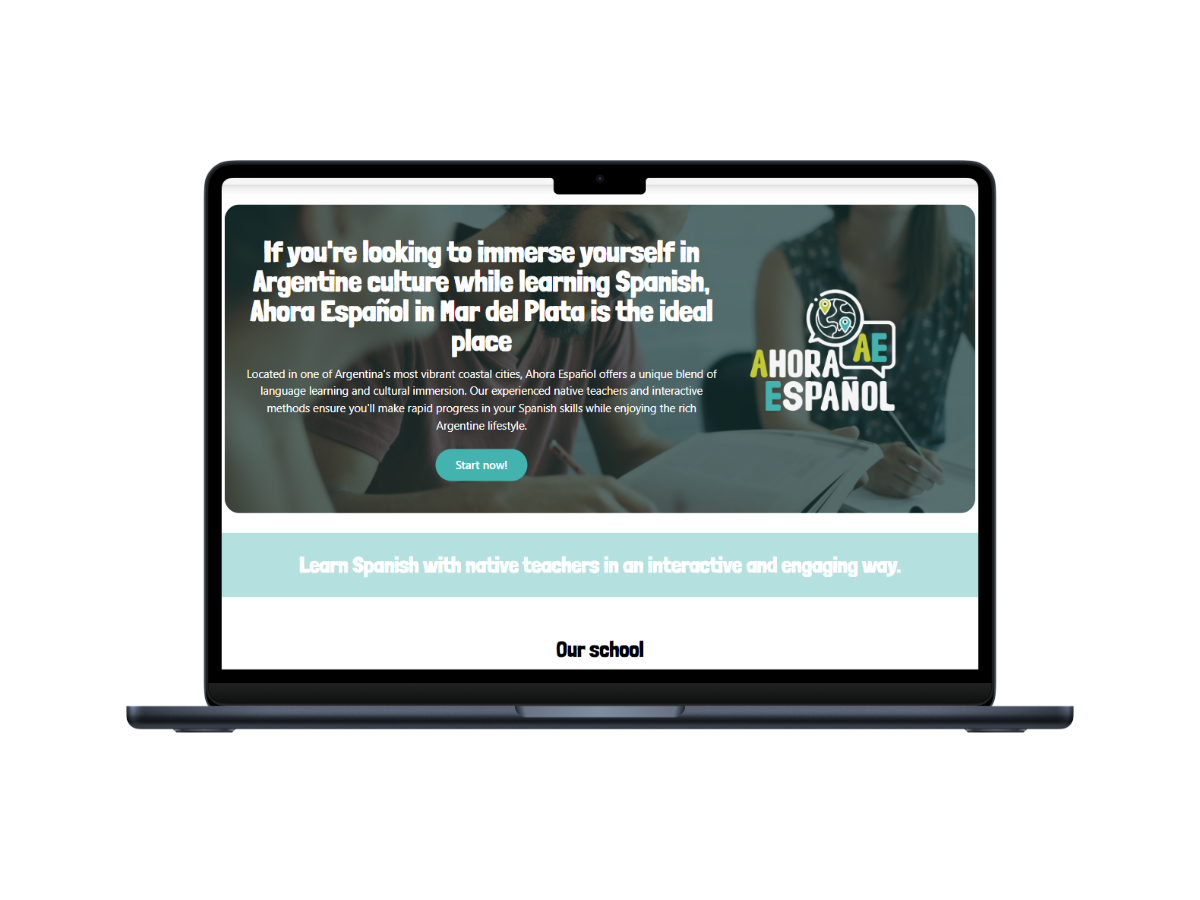 If you're looking to immerse yourself in
Argentine culture while learning Spanish,
Ahora Español in Mar del Plata is the ideal
place
Located in one of Argentina's most vibrant coastal cities, Ahora Español offers a unique blend of
language learning and cultural immersion. Our experienced native teachers and interactive
methods ensure you'll make rapid progress in your Spanish skills while enjoying the rich
Argentine lifestyle.
Start now!
AE
AHORA
ESPAÑOL
Learn Spanish with native teachers in an interactive and engaging way.
Our school